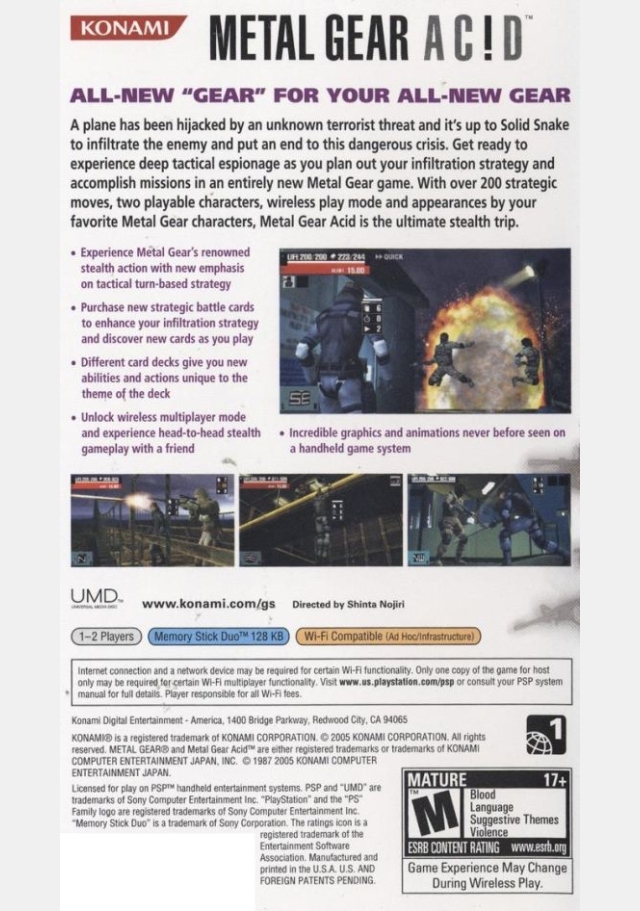 KONAMI
METAL GEAR AC!D™
ALL-NEW "GEAR" FOR YOUR ALL-NEW GEAR
A plane has been hijacked by an unknown terrorist threat and it's up to Solid Snake
to infiltrate the enemy and put an end to this dangerous crisis. Get ready to
experience deep tactical espionage as you plan out your infiltration strategy and
accomplish missions in an entirely new Metal Gear game. With over 200 strategic
moves, two playable characters, wireless play mode and appearances by your
favorite Metal Gear characters, Metal Gear Acid is the ultimate stealth trip.
• Experience Metal Gear's renowned
stealth action with new emphasis
on tactical turn-based strategy
• Purchase new strategic battle cards
to enhance your infiltration strategy
and discover new cards as you play
• Different card decks give you new
abilities and actions unique to the
theme of the deck
• Unlock wireless multiplayer mode
and experience head-to-head stealth
gameplay with a friend
LIFE 200/200 223/244 QUICK
15.00
6
0
2
SE
• Incredible graphics and animations never before seen on
a handheld game system
UMD™
UNIVERSAL MEDIA DISC
www.konami.com/gs Directed by Shinta Nojiri
1-2 Players
Memory Stick Duo™ 128 KB
Wi-Fi Compatible (Ad Hoc/Infrastructure)
Internet connection and a network device may be required for certain Wi-Fi functionality. Only one copy of the game for host
only may be required for certain Wi-Fi multiplayer functionality. Visit www.us.playstation.com/psp or consult your PSP system
manual for full details. Player responsible for all Wi-Fi fees.
Konami Digital Entertainment - America, 1400 Bridge Parkway, Redwood City, CA 94065
KONAMI® is a registered trademark of KONAMI CORPORATION. © 2005 KONAMI CORPORATION. All rights
reserved. METAL GEAR® and Metal Gear Acid™ are either registered trademarks or trademarks of KONAMI
COMPUTER ENTERTAINMENT JAPAN, INC. © 1987 2005 KONAMI COMPUTER
ENTERTAINMENT JAPAN.
Licensed for play on PSP™ handheld entertainment systems. PSP and "UMD" are
trademarks of Sony Computer Entertainment Inc. "PlayStation" and the "PS"
Family logo are registered trademarks of Sony Computer Entertainment Inc.
"Memory Stick Duo" is a trademark of Sony Corporation. The ratings icon is a
registered trademark of the
Entertainment Software
Association. Manufactured and
printed in the U.S.A. U.S. AND
FOREIGN PATENTS PENDING.
1
MATURE 17+
M
™
Blood
Language
Suggestive Themes
Violence
ESRB CONTENT RATING www.esrb.org
Game Experience May Change
During Wireless Play.